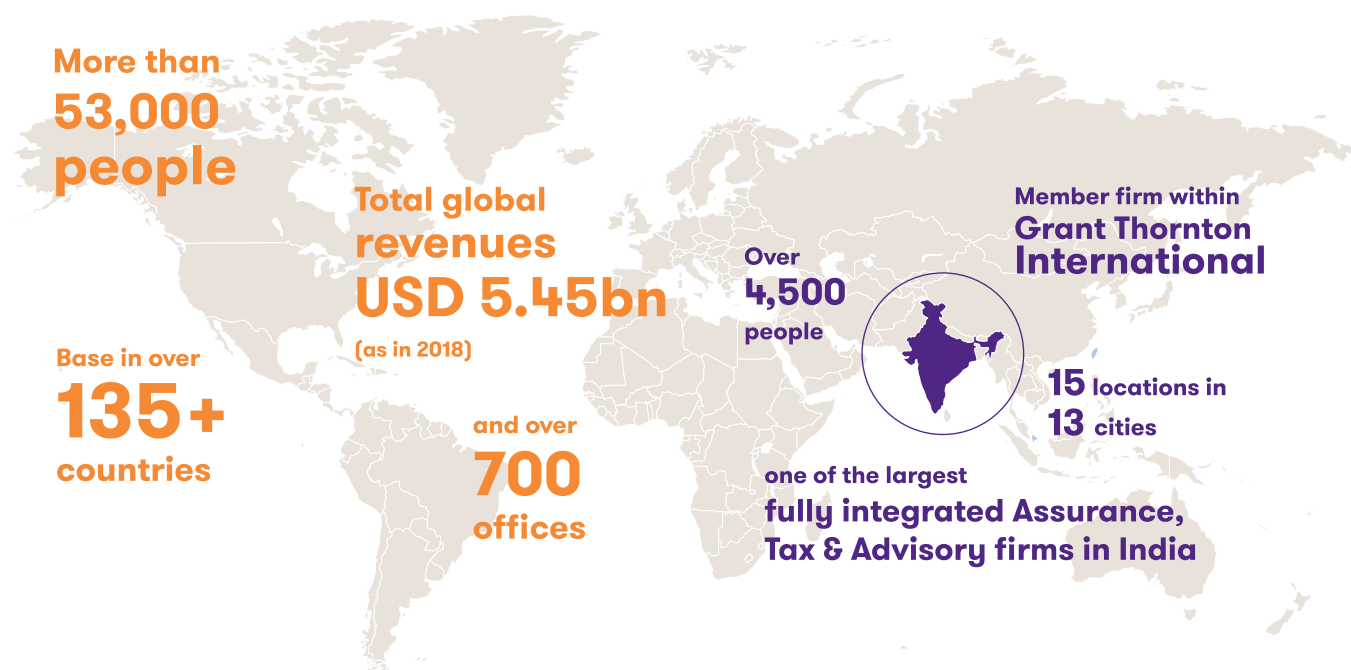 More than
53,000
people
Total global
revenues
USD 5.45bn
(as in 2018)
Base in over
135+
countries
and over
700
offices
Member firm within
Grant Thornton
International
Over
4,500
people
15 locations in
13 cities
one of the largest
fully integrated Assurance,
Tax & Advisory firms in India